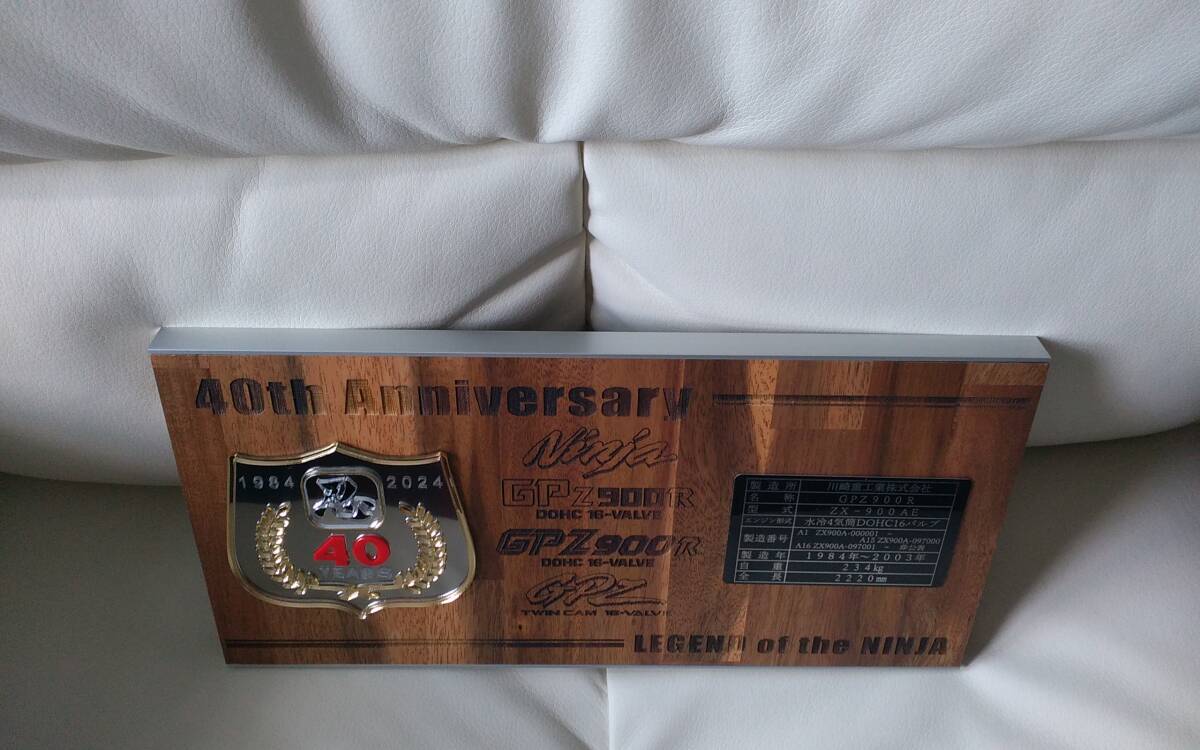 40th Anniversary
1984 2024
忍
40
YEARS
Ninja
GPZ900R
DOHC 16-VALVE
GPZ900R
DOHC 16-VALVE
GPZ
TWIN CAM 16-VALVE
製造所 川崎重工業株式会社
名称 GPZ900R
型式 ZX-900AE
エンジン形式 水冷4気筒DOHC16バルブ
製造番号 A1 ZX900A-000001 ~
A15 ZX900A-097000
A16 ZX900A-097001 ~ 非公表
製造年 1984年~2003年
自重 234kg
全長 2220mm
LEGEND of the NINJA